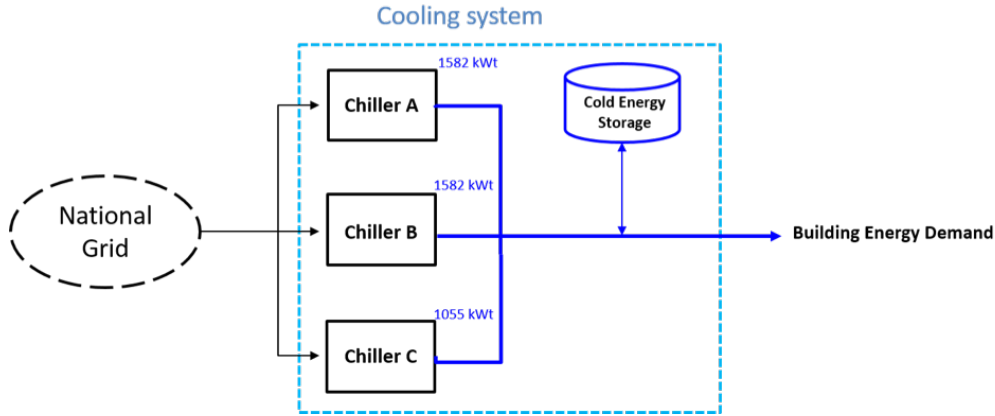 Cooling system
1582 kWt
Chiller A
Cold Energy
Storage
1582 kWt
National
Grid
Chiller B
Building Energy Demand
1055 kWt
Chiller C